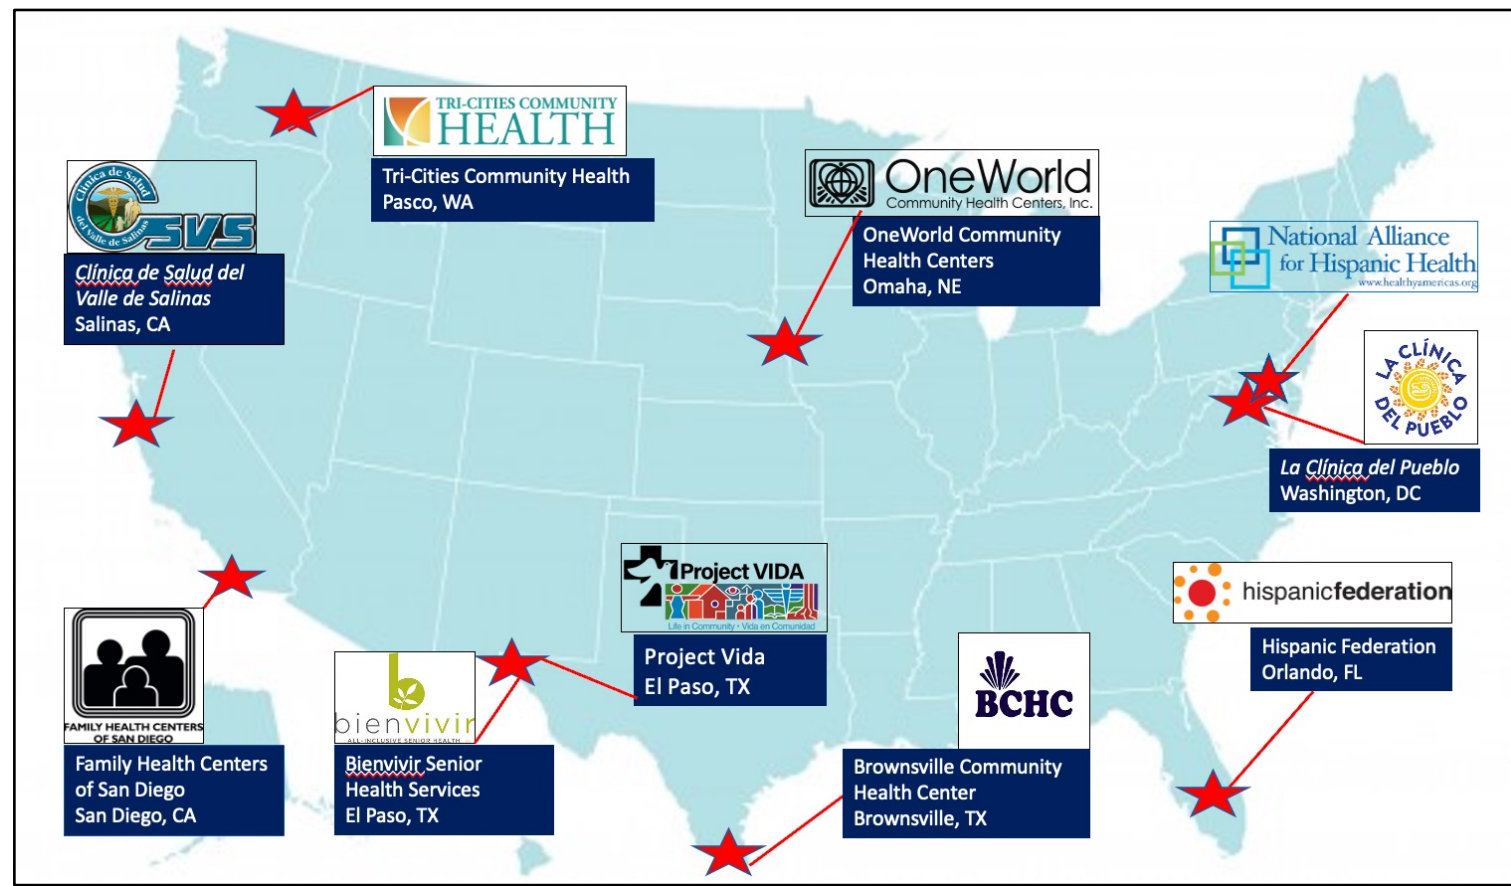 TRI-CITIES COMMUNITY
HEALTH
Tri-Cities Community Health
Pasco, WA
Clínica de Salud
del Valle de Salinas
CSVS
Clínica de Salud del
Valle de Salinas
Salinas, CA
OneWorld
Community Health Centers, Inc.
OneWorld Community
Health Centers
Omaha, NE
National Alliance
for Hispanic Health
www.healthyamericas.org
LA CLÍNICA
DEL PUEBLO
La Clínica del Pueblo
Washington, DC
Project VIDA
Life in Community • Vida en Comunidad
Project Vida
El Paso, TX
hispanicfederation
Hispanic Federation
Orlando, FL
FAMILY HEALTH CENTERS
OF SAN DIEGO
Family Health Centers
of San Diego
San Diego, CA
b
bienvivir
ALL-INCLUSIVE SENIOR HEALTH
Bienvivir Senior
Health Services
El Paso, TX
BCHC
Brownsville Community
Health Center
Brownsville, TX